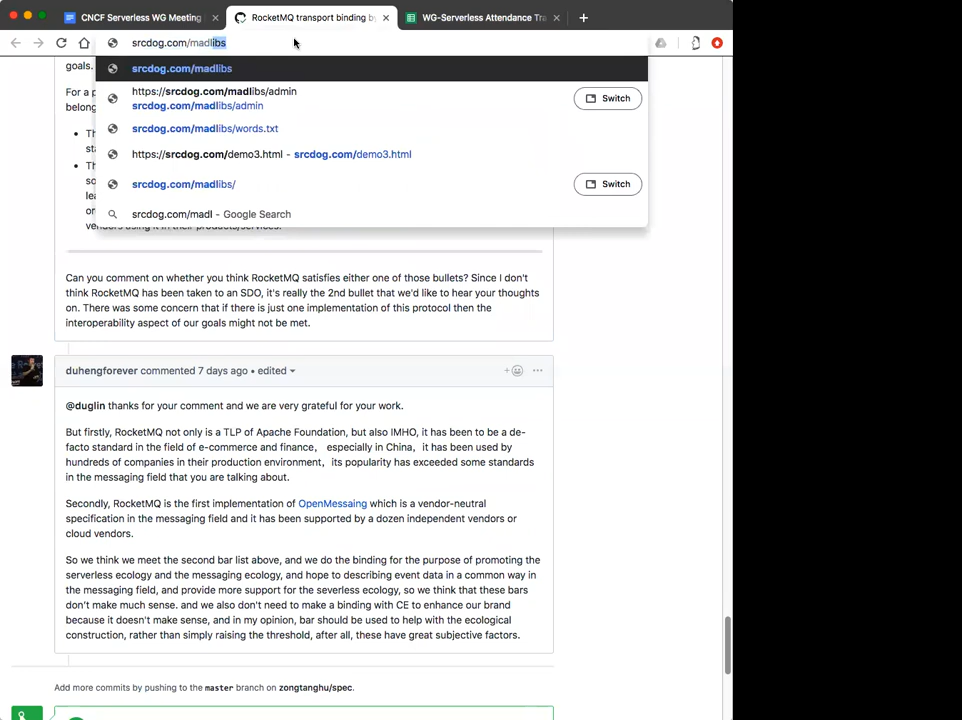 CNCF Serverless WG Meeting
RocketMQ transport binding by
WG-Serverless Attendance Tra
srcdog.com/madlibs
srcdog.com/madlibs
https://srcdog.com/madlibs/admin
srcdog.com/madlibs/admin
Switch
srcdog.com/madlibs/words.txt
https://srcdog.com/demo3.html - srcdog.com/demo3.html
srcdog.com/madlibs/
Switch
srcdog.com/madl - Google Search
goals.
For a p
belong
Th
sta
Th
so
lea
or
vendors using it in their products/services.
Can you comment on whether you think RocketMQ satisfies either one of those bullets? Since I don't
think RocketMQ has been taken to an SDO, it's really the 2nd bullet that we'd like to hear your thoughts
on. There was some concern that if there is just one implementation of this protocol then the
interoperability aspect of our goals might not be met.
duhengforever commented 7 days ago • edited
@duglin thanks for your comment and we are very grateful for your work.
But firstly, RocketMQ not only is a TLP of Apache Foundation, but also IMHO, it has been to be a de-
facto standard in the field of e-commerce and finance， especially in China，it has been used by
hundreds of companies in their production environment，its popularity has exceeded some standards
in the messaging field that you are talking about.
Secondly, RocketMQ is the first implementation of OpenMessaing which is a vendor-neutral
specification in the messaging field and it has been supported by a dozen independent vendors or
cloud vendors.
So we think we meet the second bar list above, and we do the binding for the purpose of promoting the
serverless ecology and the messaging ecology, and hope to describing event data in a common way in
the messaging field, and provide more support for the severless ecology, so we think that these bars
don't make much sense. and we also don't need to make a binding with CE to enhance our brand
because it doesn't make sense, and in my opinion, bar should be used to help with the ecological
construction, rather than simply raising the threshold, after all, these have great subjective factors.
Add more commits by pushing to the master branch on zongtanghu/spec.